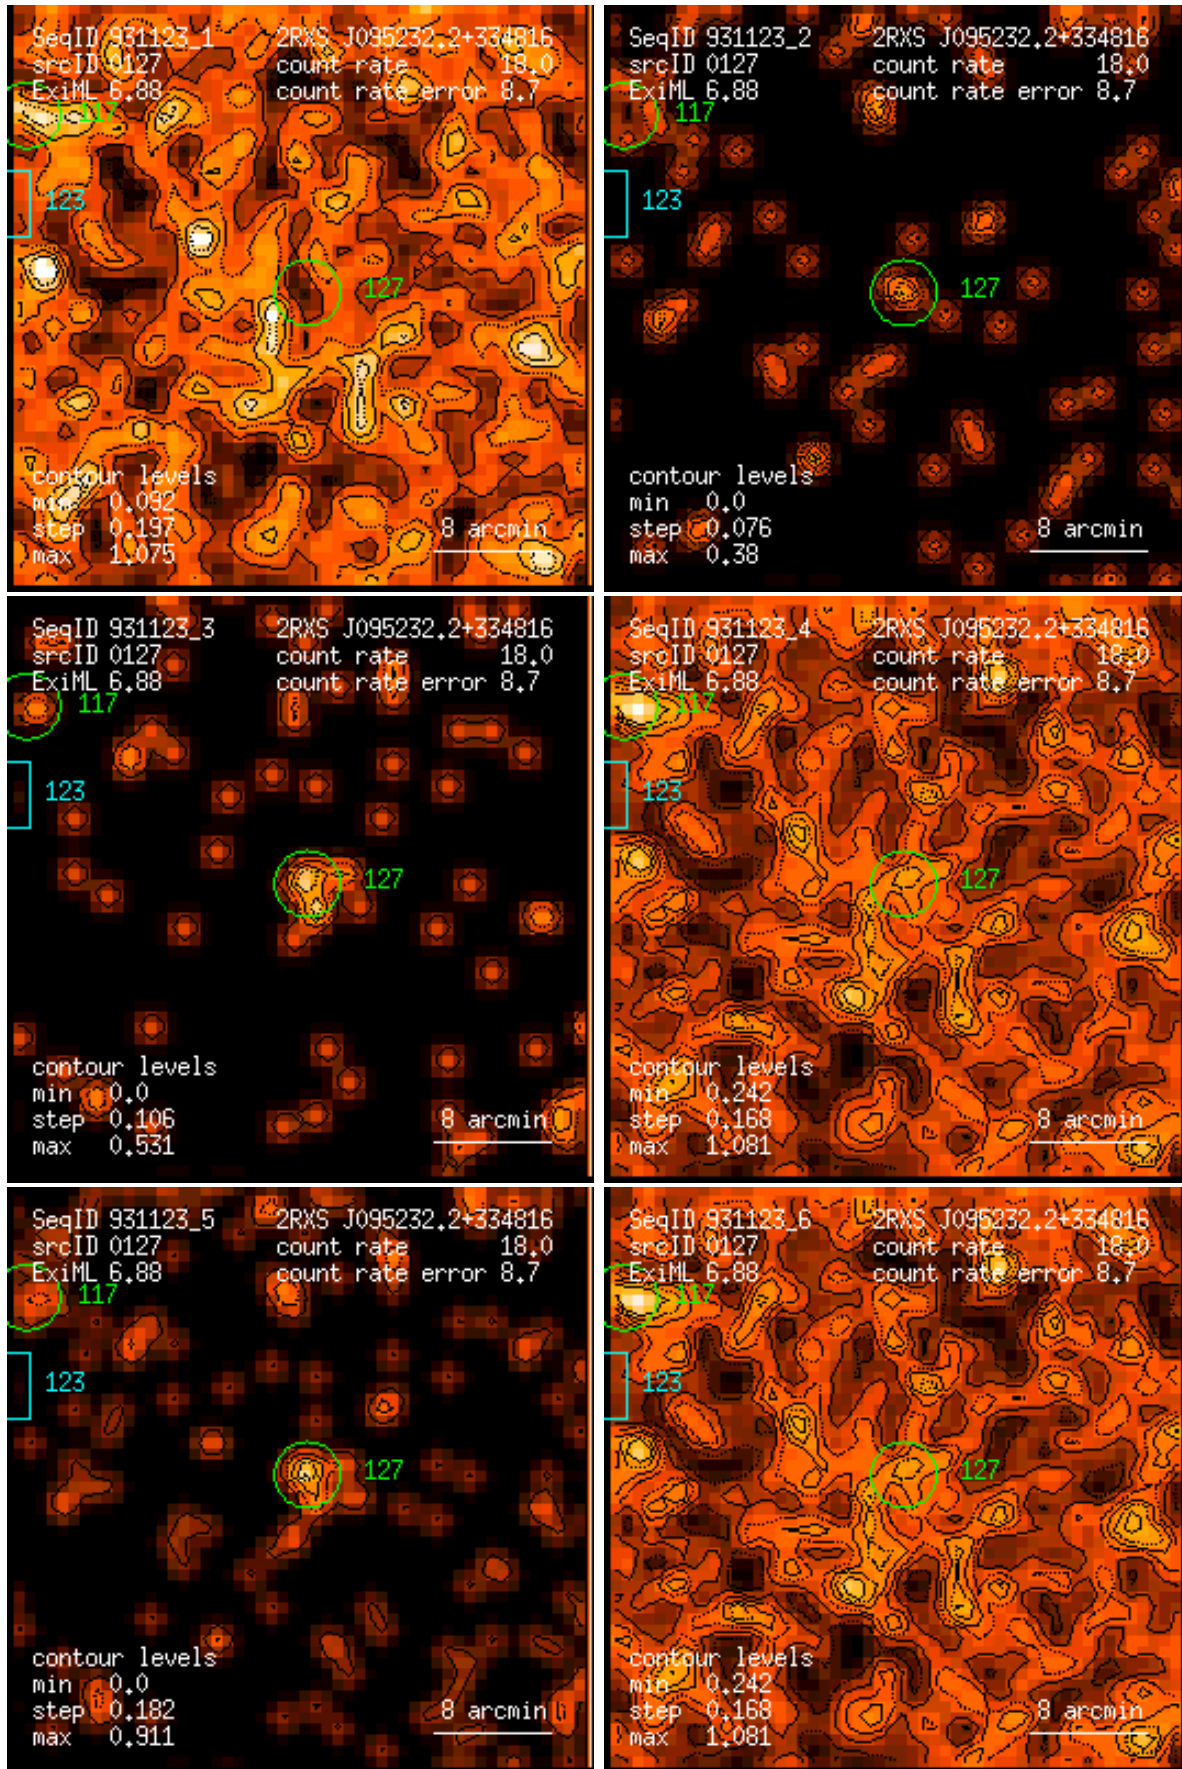 SeqID 931123_1 2RXS J095232.2+334816
srcID 0127 count rate 18.0
ExiML 6.88 count rate error 8.7
117
123
127
contour levels
min 0.092
step 0.197
max 1.075
8 arcmin
SeqID 931123_2 2RXS J095232.2+334816
srcID 0127 count rate 18.0
ExiML 6.88 count rate error 8.7
117
123
127
contour levels
min 0.0
step 0.076
max 0.38
8 arcmin
SeqID 931123_3 2RXS J095232.2+334816
srcID 0127 count rate 18.0
ExiML 6.88 count rate error 8.7
117
123
127
contour levels
min 0.0
step 0.106
max 0.531
8 arcmin
SeqID 931123_4 2RXS J095232.2+334816
srcID 0127 count rate 18.0
ExiML 6.88 count rate error 8.7
117
123
127
contour levels
min 0.242
step 0.168
max 1.081
8 arcmin
SeqID 931123_5 2RXS J095232.2+334816
srcID 0127 count rate 18.0
ExiML 6.88 count rate error 8.7
117
123
127
contour levels
min 0.0
step 0.182
max 0.911
8 arcmin
SeqID 931123_6 2RXS J095232.2+334816
srcID 0127 count rate 18.0
ExiML 6.88 count rate error 8.7
117
123
127
contour levels
min 0.242
step 0.168
max 1.081
8 arcmin